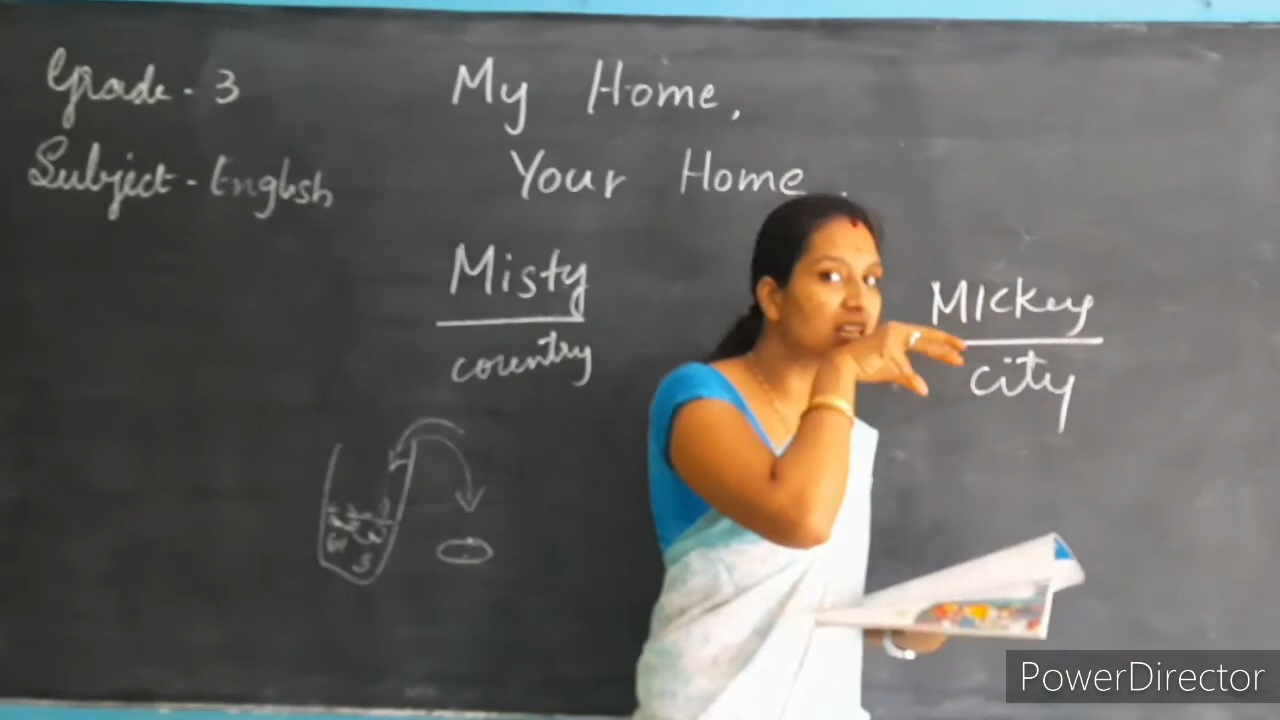 Grade - 3
Subject - English
My Home,
Your Home.
Misty
country
Mickey
city
PowerDirector